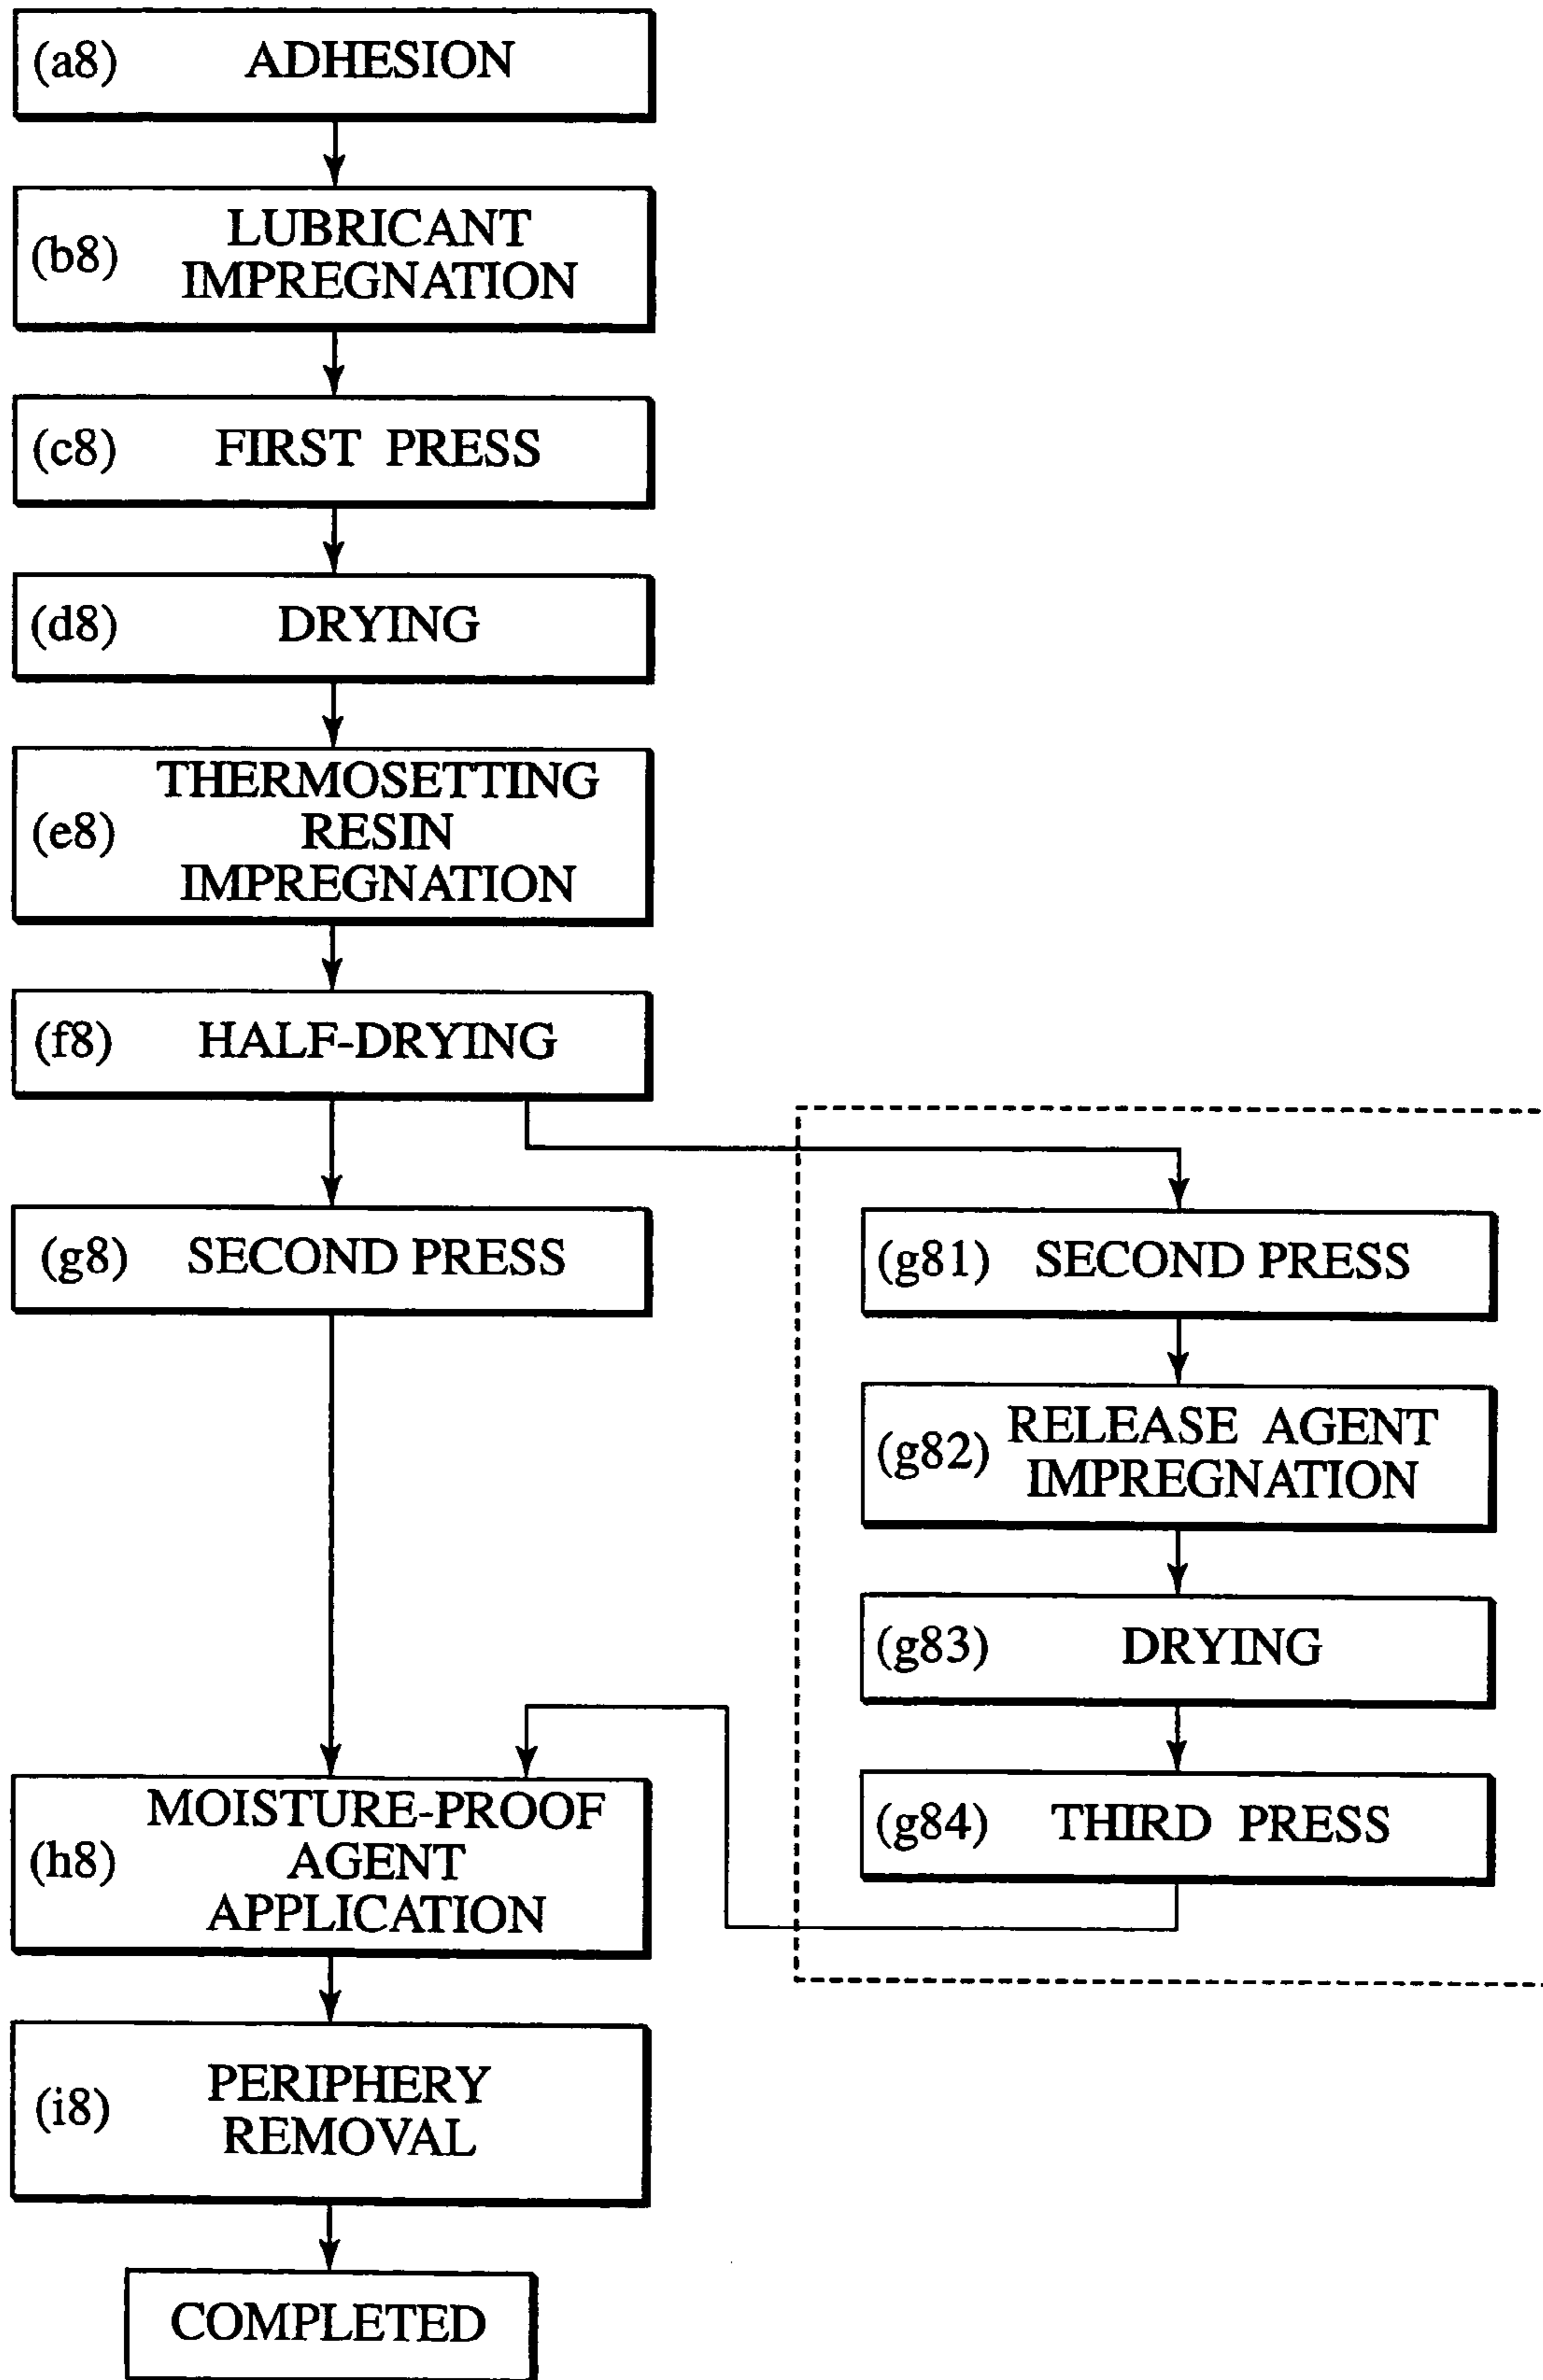 (a8) ADHESION
(b8) LUBRICANT
IMPREGNATION
(c8) FIRST PRESS
(d8) DRYING
(e8) THERMOSETTING
RESIN
IMPREGNATION
(f8) HALF-DRYING
(g8) SECOND PRESS
(g81) SECOND PRESS
(g82) RELEASE AGENT
IMPREGNATION
(g83) DRYING
(g84) THIRD PRESS
(h8) MOISTURE-PROOF
AGENT
APPLICATION
(i8) PERIPHERY
REMOVAL
COMPLETED